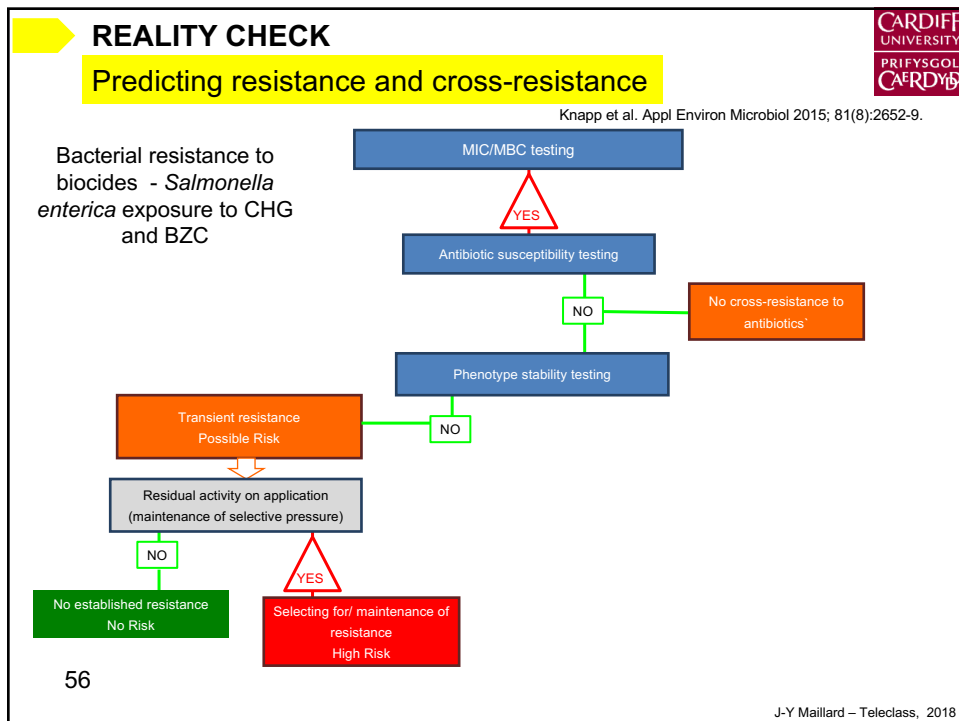 REALITY CHECK
Predicting resistance and cross-resistance
CARDIFF
UNIVERSITY
PRIFYSGOL
CAERDYDD
Knapp et al. Appl Environ Microbiol 2015; 81(8):2652-9.
Bacterial resistance to
biocides - Salmonella
enterica exposure to CHG
and BZC
MIC/MBC testing
YES
Antibiotic susceptibility testing
NO
No cross-resistance to
antibiotics`
Phenotype stability testing
NO
Transient resistance
Possible Risk
Residual activity on application
(maintenance of selective pressure)
NO
YES
No established resistance
No Risk
Selecting for/ maintenance of
resistance
High Risk
56
J-Y Maillard – Teleclass, 2018